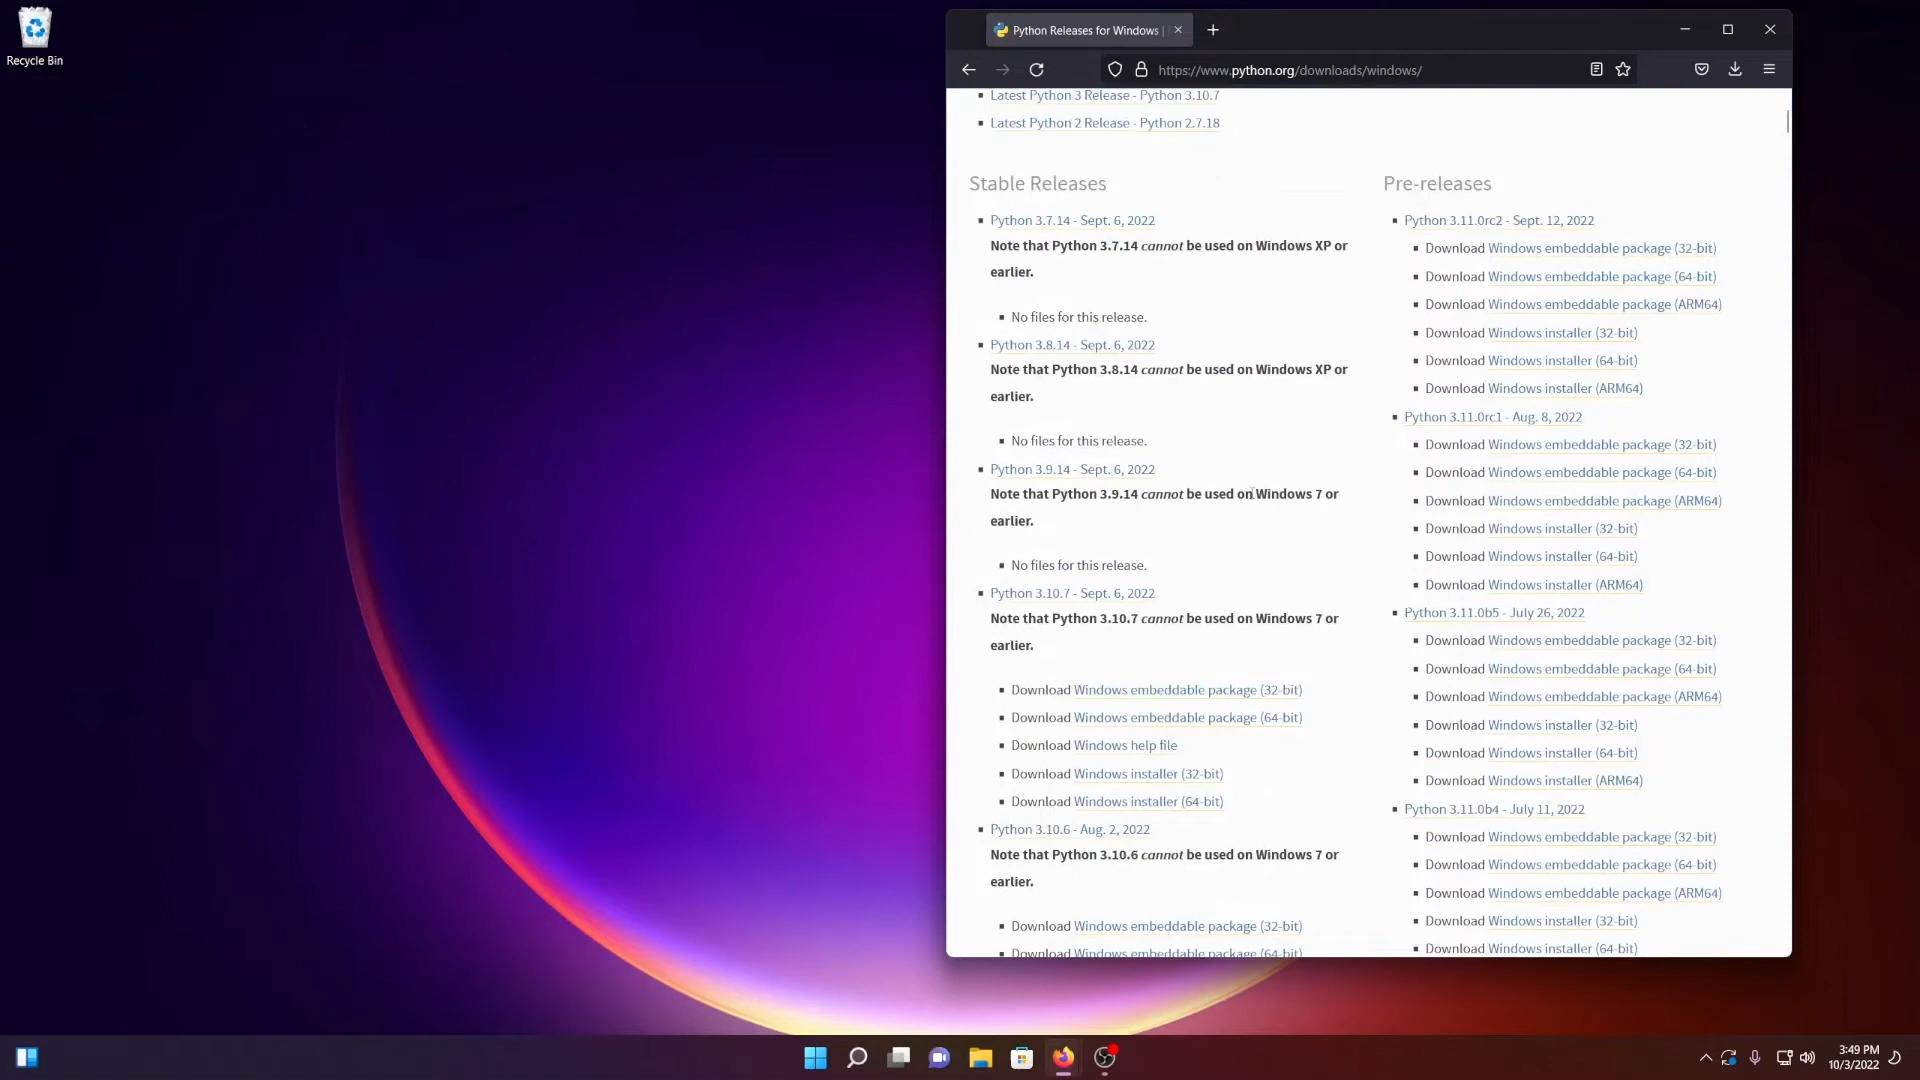 Recycle Bin
Python Releases for Windows |
https://www.python.org/downloads/windows/
Latest Python 3 Release - Python 3.10.7
Latest Python 2 Release - Python 2.7.18
Stable Releases
Python 3.7.14 - Sept. 6, 2022
Note that Python 3.7.14 cannot be used on Windows XP or
earlier.
No files for this release.
Python 3.8.14 - Sept. 6, 2022
Note that Python 3.8.14 cannot be used on Windows XP or
earlier.
No files for this release.
Python 3.9.14 - Sept. 6, 2022
Note that Python 3.9.14 cannot be used on Windows 7 or
earlier.
No files for this release.
Python 3.10.7 - Sept. 6, 2022
Note that Python 3.10.7 cannot be used on Windows 7 or
earlier.
Download Windows embeddable package (32-bit)
Download Windows embeddable package (64-bit)
Download Windows help file
Download Windows installer (32-bit)
Download Windows installer (64-bit)
Python 3.10.6 - Aug. 2, 2022
Note that Python 3.10.6 cannot be used on Windows 7 or
earlier.
Download Windows embeddable package (32-bit)
Download Windows embeddable package (64-bit)
Pre-releases
Python 3.11.0rc2 - Sept. 12, 2022
Download Windows embeddable package (32-bit)
Download Windows embeddable package (64-bit)
Download Windows embeddable package (ARM64)
Download Windows installer (32-bit)
Download Windows installer (64-bit)
Download Windows installer (ARM64)
Python 3.11.0rc1 - Aug. 8, 2022
Download Windows embeddable package (32-bit)
Download Windows embeddable package (64-bit)
Download Windows embeddable package (ARM64)
Download Windows installer (32-bit)
Download Windows installer (64-bit)
Download Windows installer (ARM64)
Python 3.11.0b5 - July 26, 2022
Download Windows embeddable package (32-bit)
Download Windows embeddable package (64-bit)
Download Windows embeddable package (ARM64)
Download Windows installer (32-bit)
Download Windows installer (64-bit)
Download Windows installer (ARM64)
Python 3.11.0b4 - July 11, 2022
Download Windows embeddable package (32-bit)
Download Windows embeddable package (64-bit)
Download Windows embeddable package (ARM64)
Download Windows installer (32-bit)
Download Windows installer (64-bit)
3:49 PM
10/3/2022